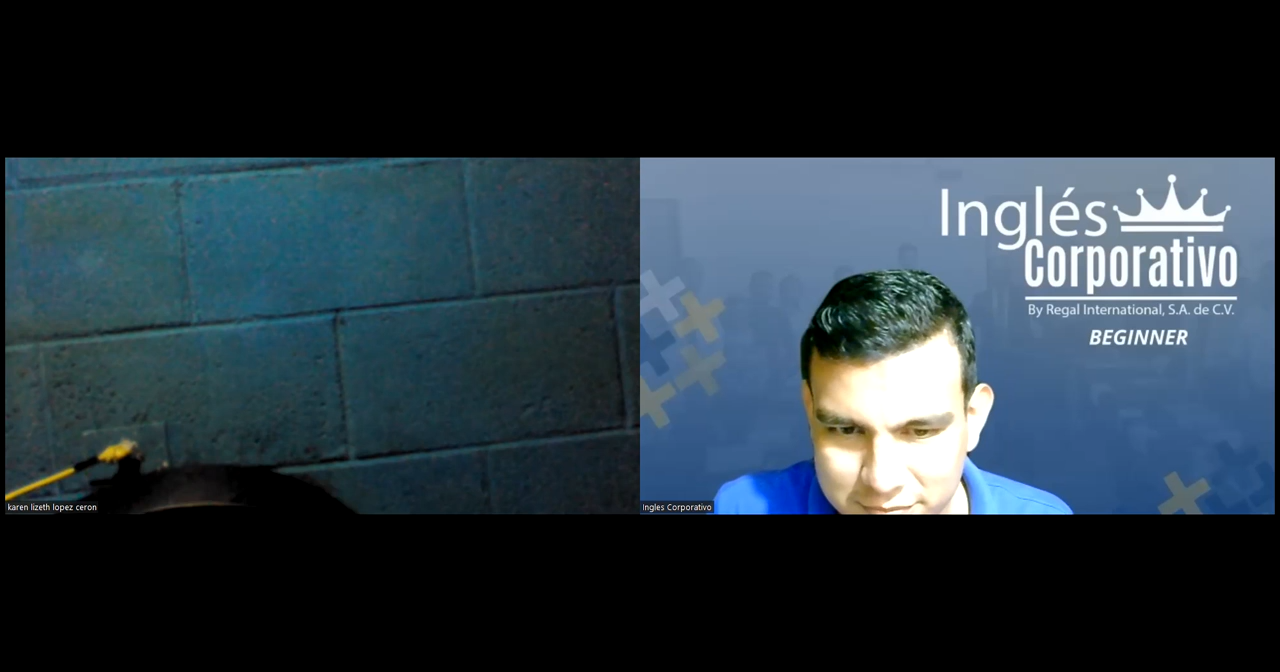 Inglés
Corporativo
By Regal International, S.A. de C.V.
BEGINNER
karen lizeth lopez ceron
Ingles Corporativo